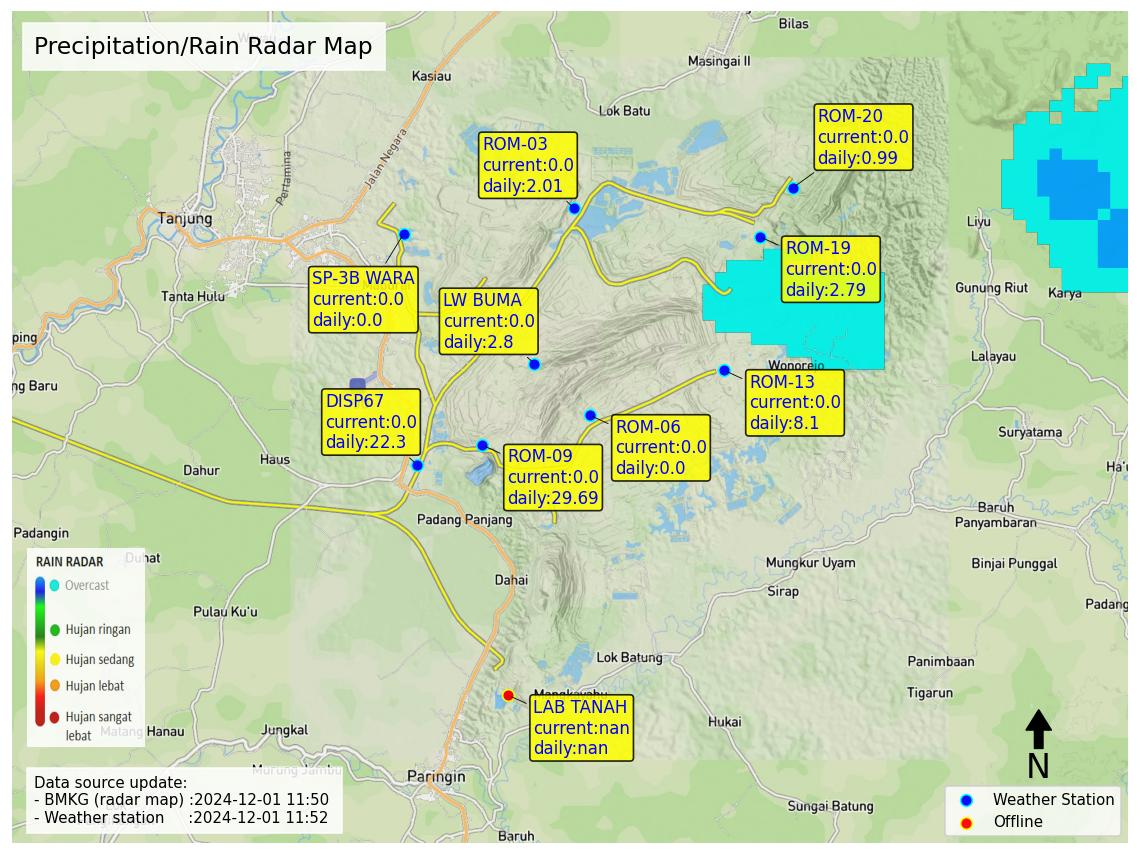 Precipitation/Rain Radar Map
Bilas
Masingai II
Kasiau
Lok Batu
Jalan Negara
Pertamina
Tanjung
Tanta Hulu
ROM-03
current:0.0
daily:2.01
ROM-20
current:0.0
daily:0.99
ROM-19
current:0.0
daily:2.79
SP-3B WARA
current:0.0
daily:0.0
LW BUMA
current:0.0
daily:2.8
Liyu
Gunung Riut
Karya
Lalayau
Wonorejo
ROM-13
current:0.0
daily:8.1
ROM-06
current:0.0
daily:0.0
DISP67
current:0.0
daily:22.3
ROM-09
current:0.0
daily:29.69
ping
ng Baru
Dahur
Haus
Suryatama
Ha'u
Padang Panjang
Baruh
Panyambaran
Padangin
Duhat
Dahai
Mungkur Uyam
Binjai Punggal
Sirap
Padang
Pulau Ku'u
Lok Batung
Panimbaan
Tigarun
Mangkayahu
LAB TANAH
current:nan
daily:nan
Hukai
Matang Hanau
Jungkal
Murung Jambu
Paringin
Sungai Batung
Baruh
RAIN RADAR
Overcast
Hujan ringan
Hujan sedang
Hujan lebat
Hujan sangat
lebat
Data source update:
- BMKG (radar map) :2024-12-01 11:50
- Weather station :2024-12-01 11:52
N
Weather Station
Offline